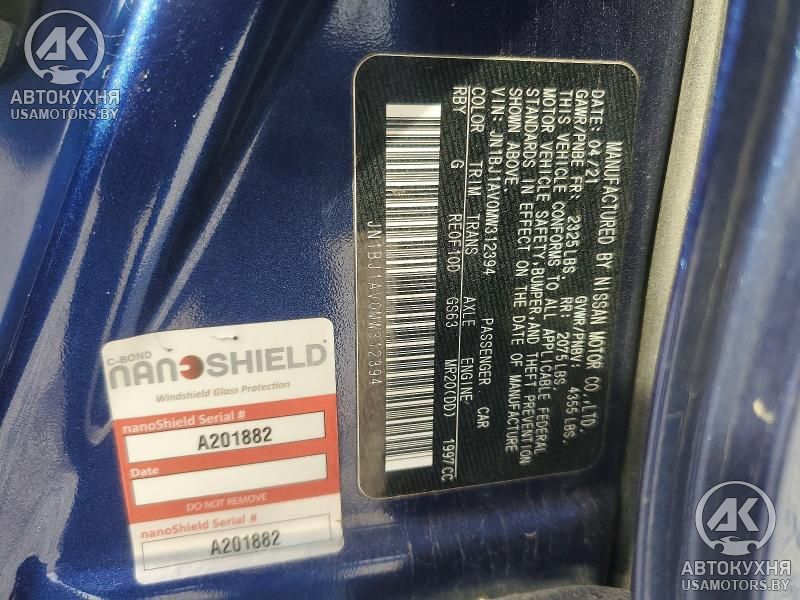 АК
АВТОКУХНЯ
USAMOTORS.BY
MANUFACTURED BY NISSAN MOTOR CO.,LTD.
DATE: 04/21 GVWR/PNBV: 4355LBS.
GAWR/PNBE FR: 2325LBS. RR: 2075LBS.
THIS VEHICLE CONFORMS TO ALL APPLICABLE FEDERAL
MOTOR VEHICLE SAFETY,BUMPER,AND THEFT PREVENTION
STANDARDS IN EFFECT ON THE DATE OF MANUFACTURE
SHOWN ABOVE.
VIN: JN1BJ1AV0MW312394 PASSENGER CAR
COLOR TRIM TRANS AXLE ENGINE
RBY G RE0F10D GS63 MR20(DD) 1997CC
JN1BJ1AV0MW312394
C-BOND
NANOSHIELD®
Windshield Glass Protection
nanoShield Serial #
A201882
Date
DO NOT REMOVE
nanoShield Serial #
A201882
АК
АВТОКУХНЯ
USAMOTORS.BY